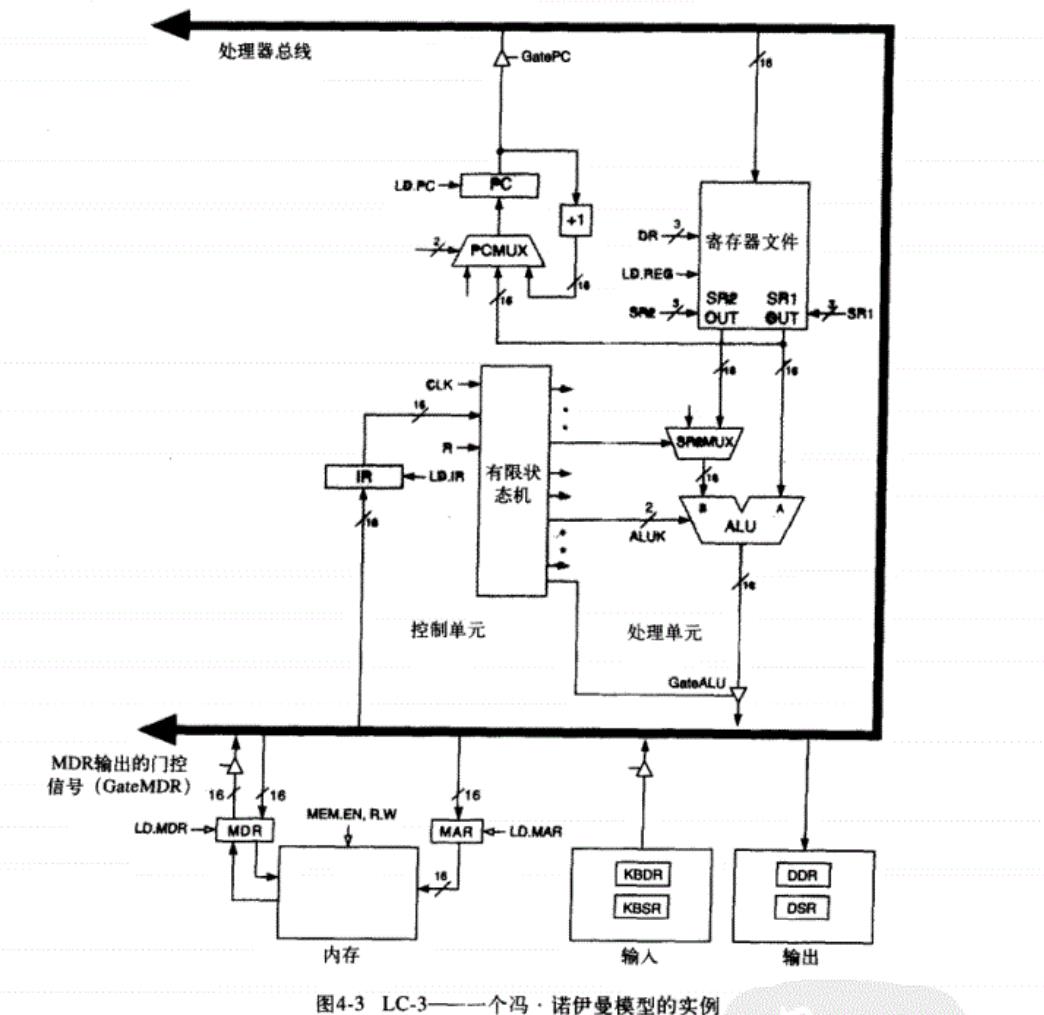 处理器总线
GatePC
16
LD.PC
PC
+1
2
PCMUX
16
16
DR
3
寄存器文件
LD.REG
SR2
3
SR2
OUT
SR1
OUT
3
SR1
CLK
16
16
16
R
SR2MUX
IR
LD.IR
有限状
态机
16
B
A
16
2
ALU
ALUK
16
控制单元
处理单元
GateALU
MDR输出的门控
信号（GateMDR）
16
16
16
MEM.EN, R.W
LD.MDR
MDR
MAR
LD.MAR
16
KBDR
KBSR
DDR
DSR
内存
输入
输出
图4-3 LC-3——一个冯·诺伊曼模型的实例